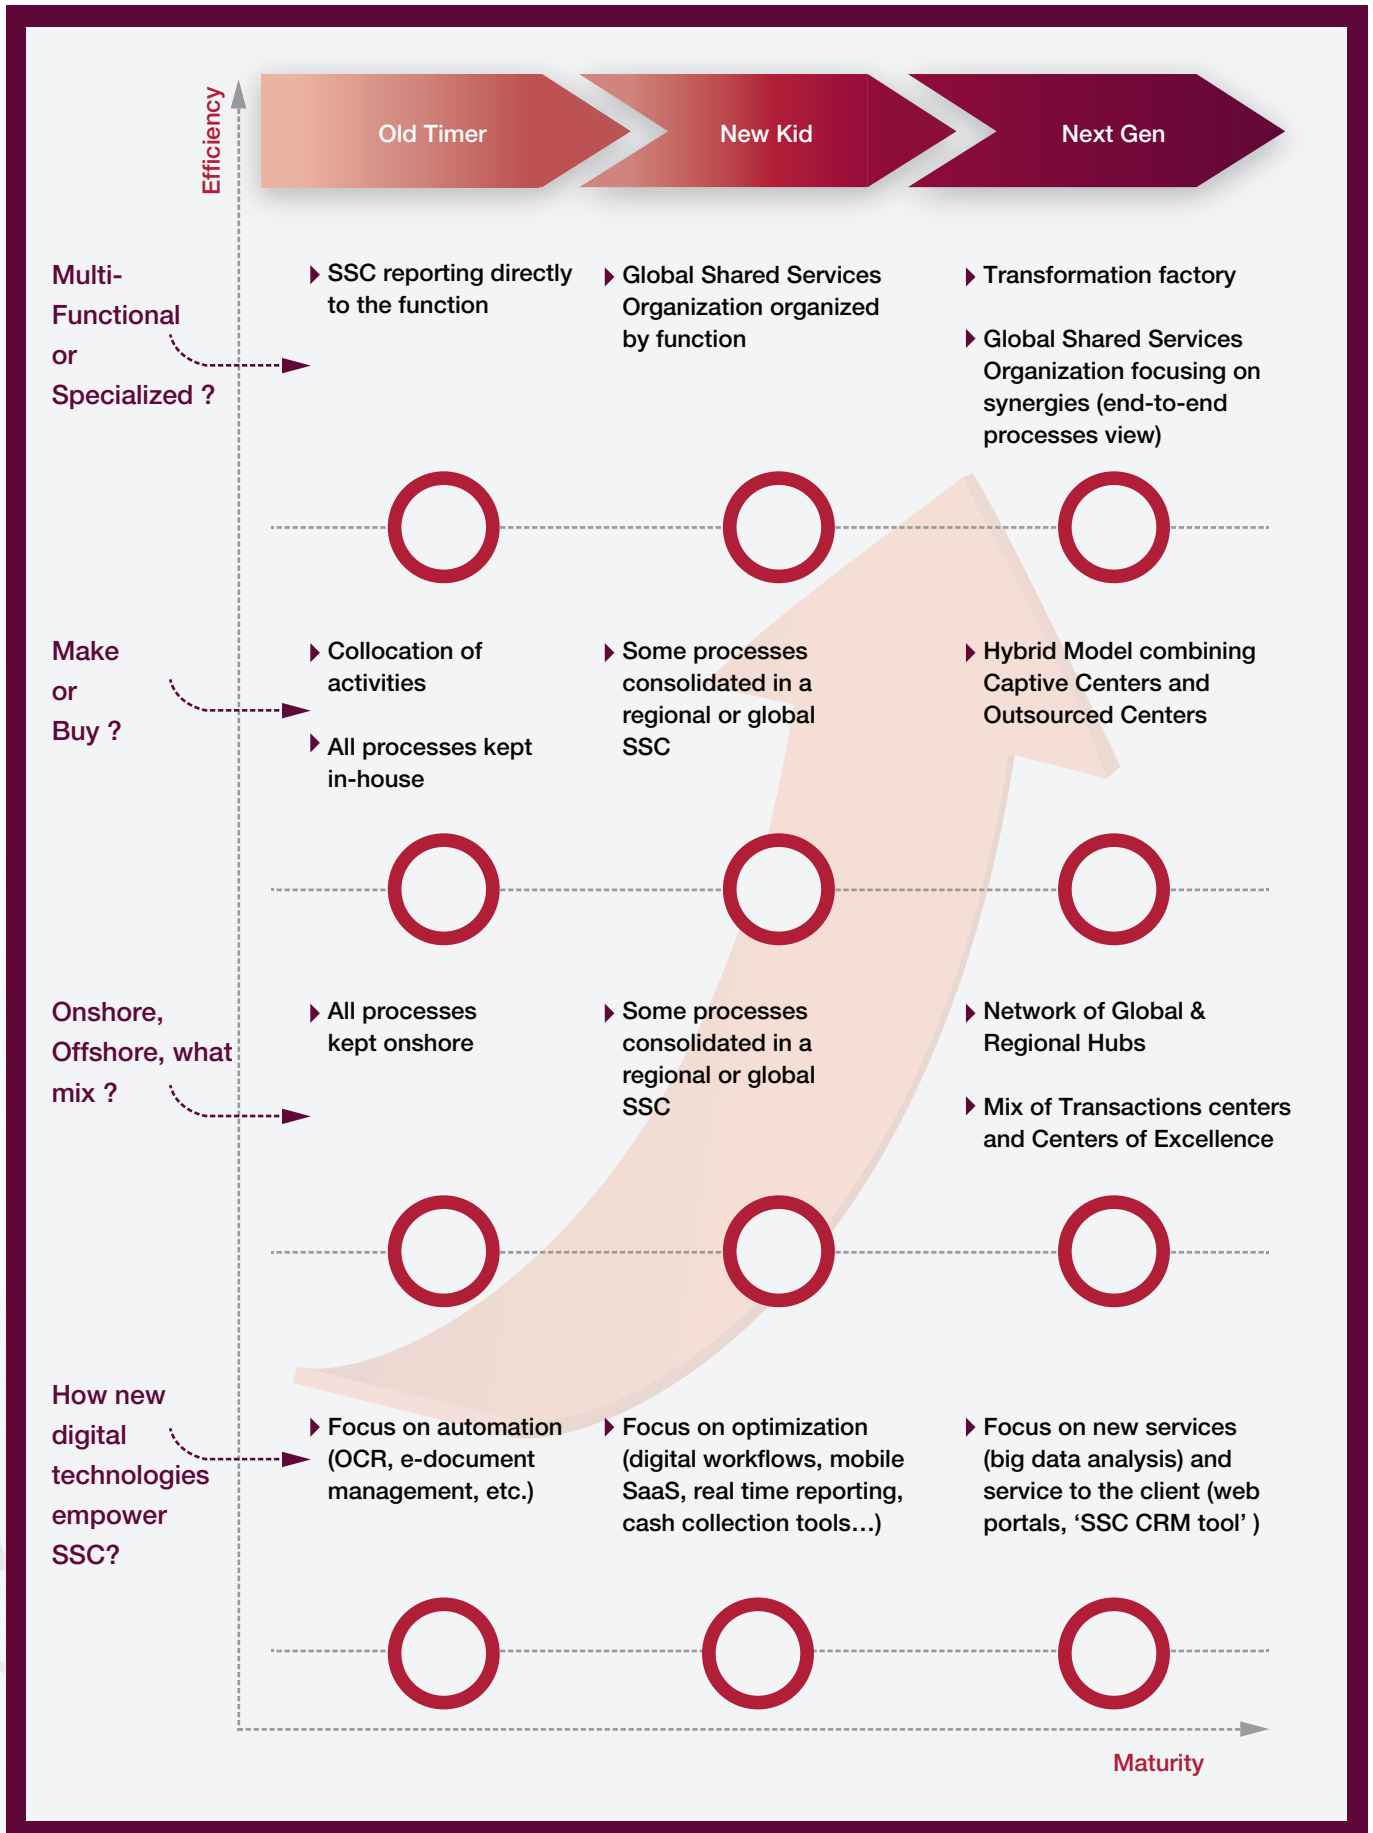 Efficiency
Old Timer
New Kid
Next Gen
Multi-
Functional
or
Specialized ?
SSC reporting directly
to the function
Global Shared Services
Organization organized
by function
Transformation factory
Global Shared Services
Organization focusing on
synergies (end-to-end
processes view)
Make
or
Buy ?
Collocation of
activities
All processes kept
in-house
Some processes
consolidated in a
regional or global
SSC
Hybrid Model combining
Captive Centers and
Outsourced Centers
Onshore,
Offshore, what
mix ?
All processes
kept onshore
Some processes
consolidated in a
regional or global
SSC
Network of Global &
Regional Hubs
Mix of Transactions centers
and Centers of Excellence
How new
digital
technologies
empower
SSC?
Focus on automation
(OCR, e-document
management, etc.)
Focus on optimization
(digital workflows, mobile
SaaS, real time reporting,
cash collection tools…)
Focus on new services
(big data analysis) and
service to the client (web
portals, ‘SSC CRM tool’ )
Maturity